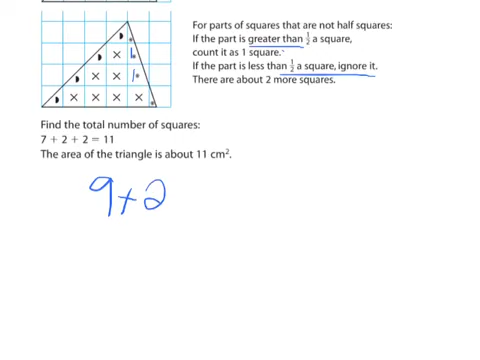 For parts of squares that are not half squares:
If the part is greater than 1/2 a square,
count it as 1 square.
If the part is less than 1/2 a square, ignore it.
There are about 2 more squares.
Find the total number of squares:
7 + 2 + 2 = 11
The area of the triangle is about 11 cm².
9+2